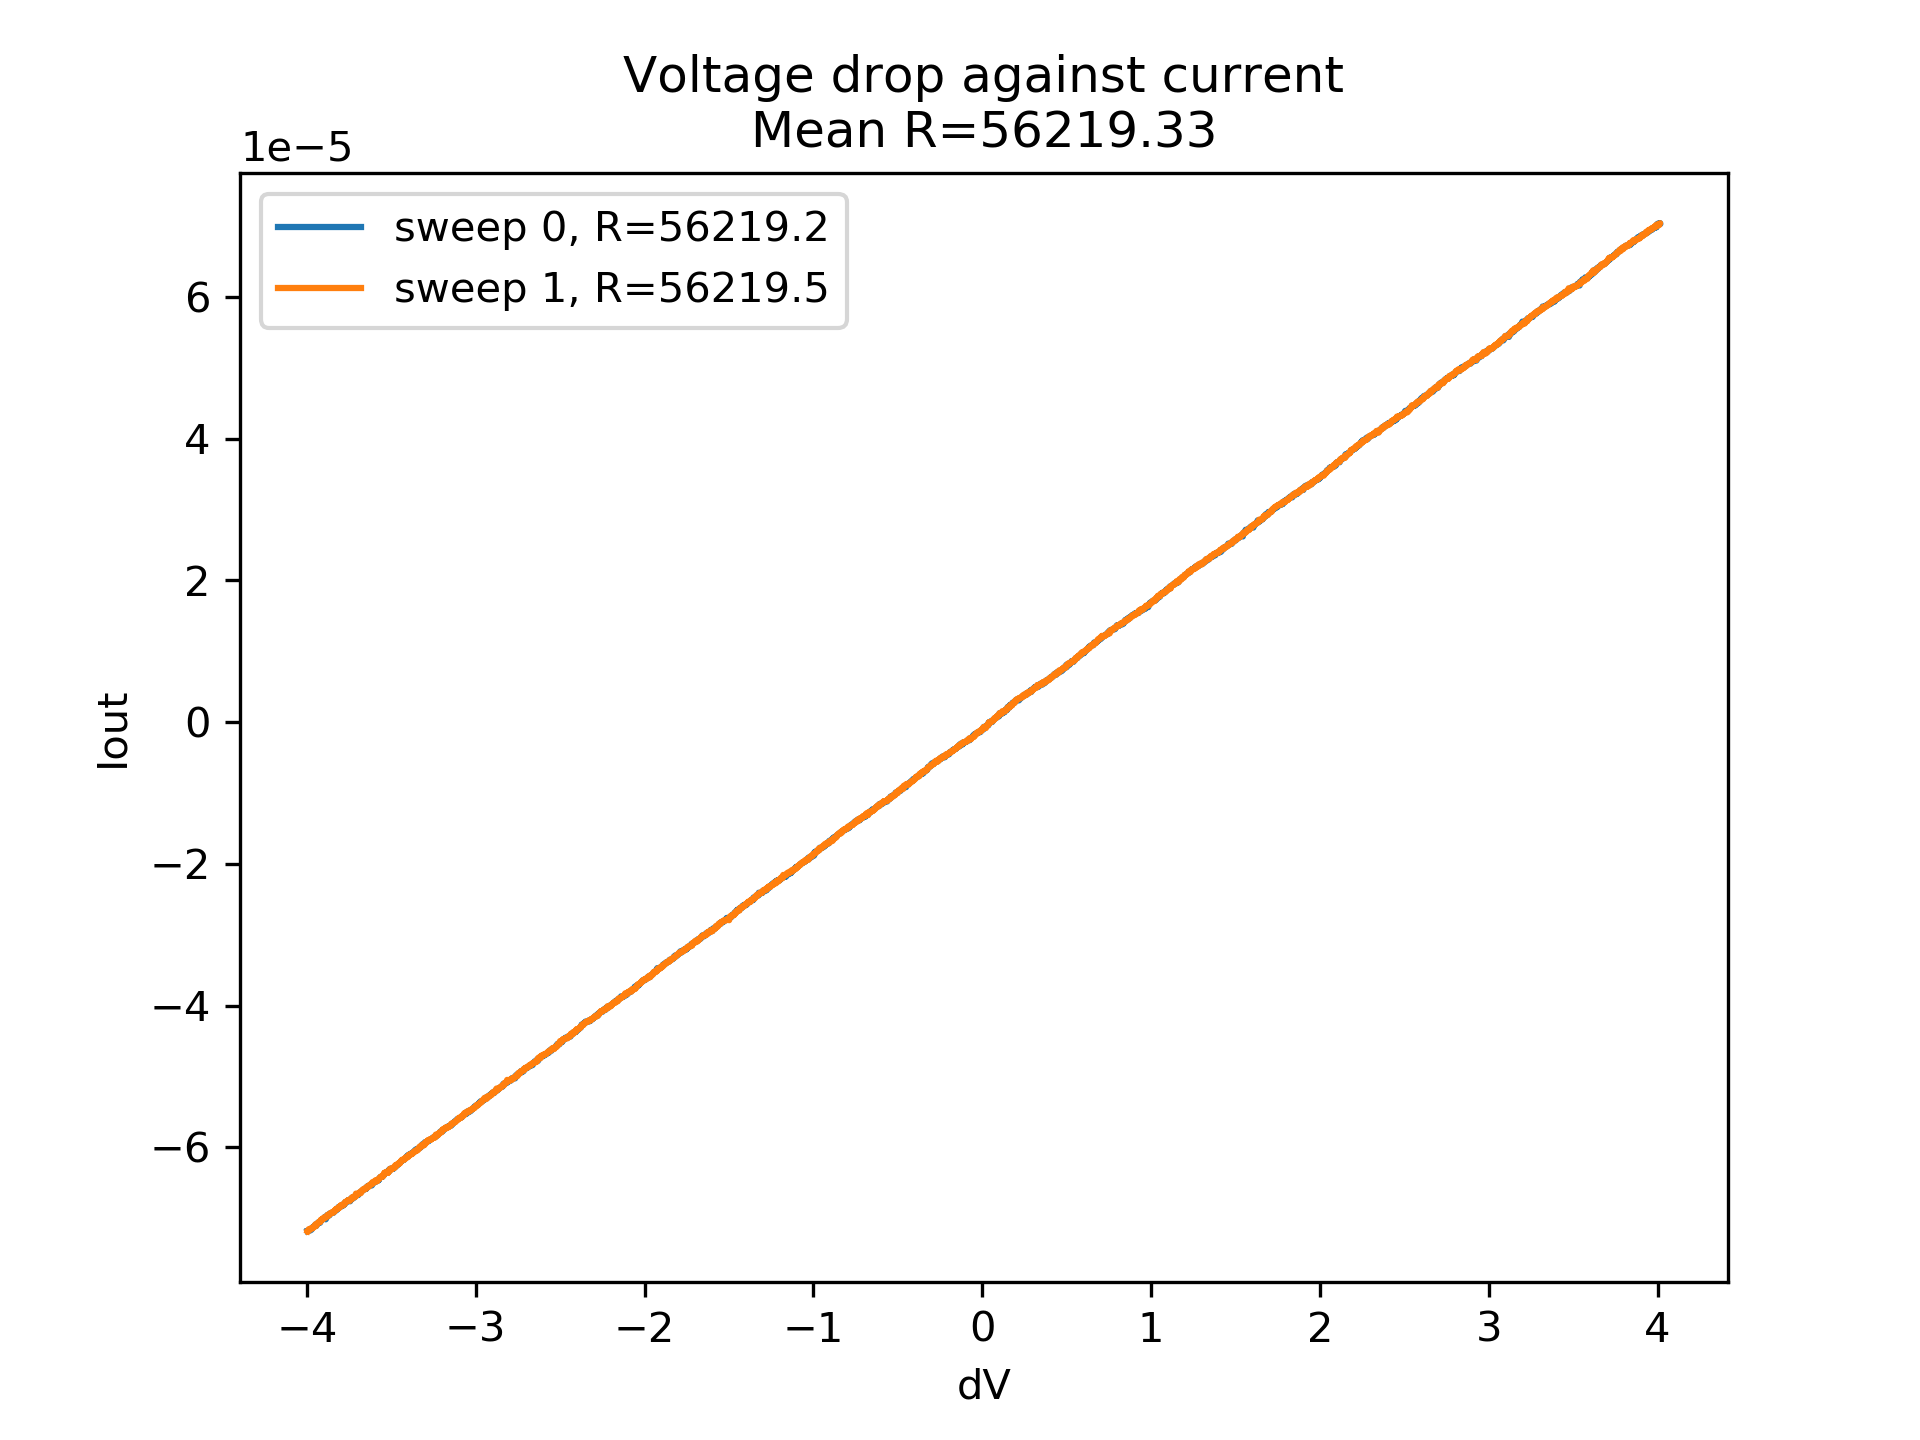 Voltage drop against current
Mean R=56219.33
1e−5
sweep 0, R=56219.2
sweep 1, R=56219.5
6
4
2
0
−2
−4
−6
Iout
−4 −3 −2 −1 0 1 2 3 4
dV